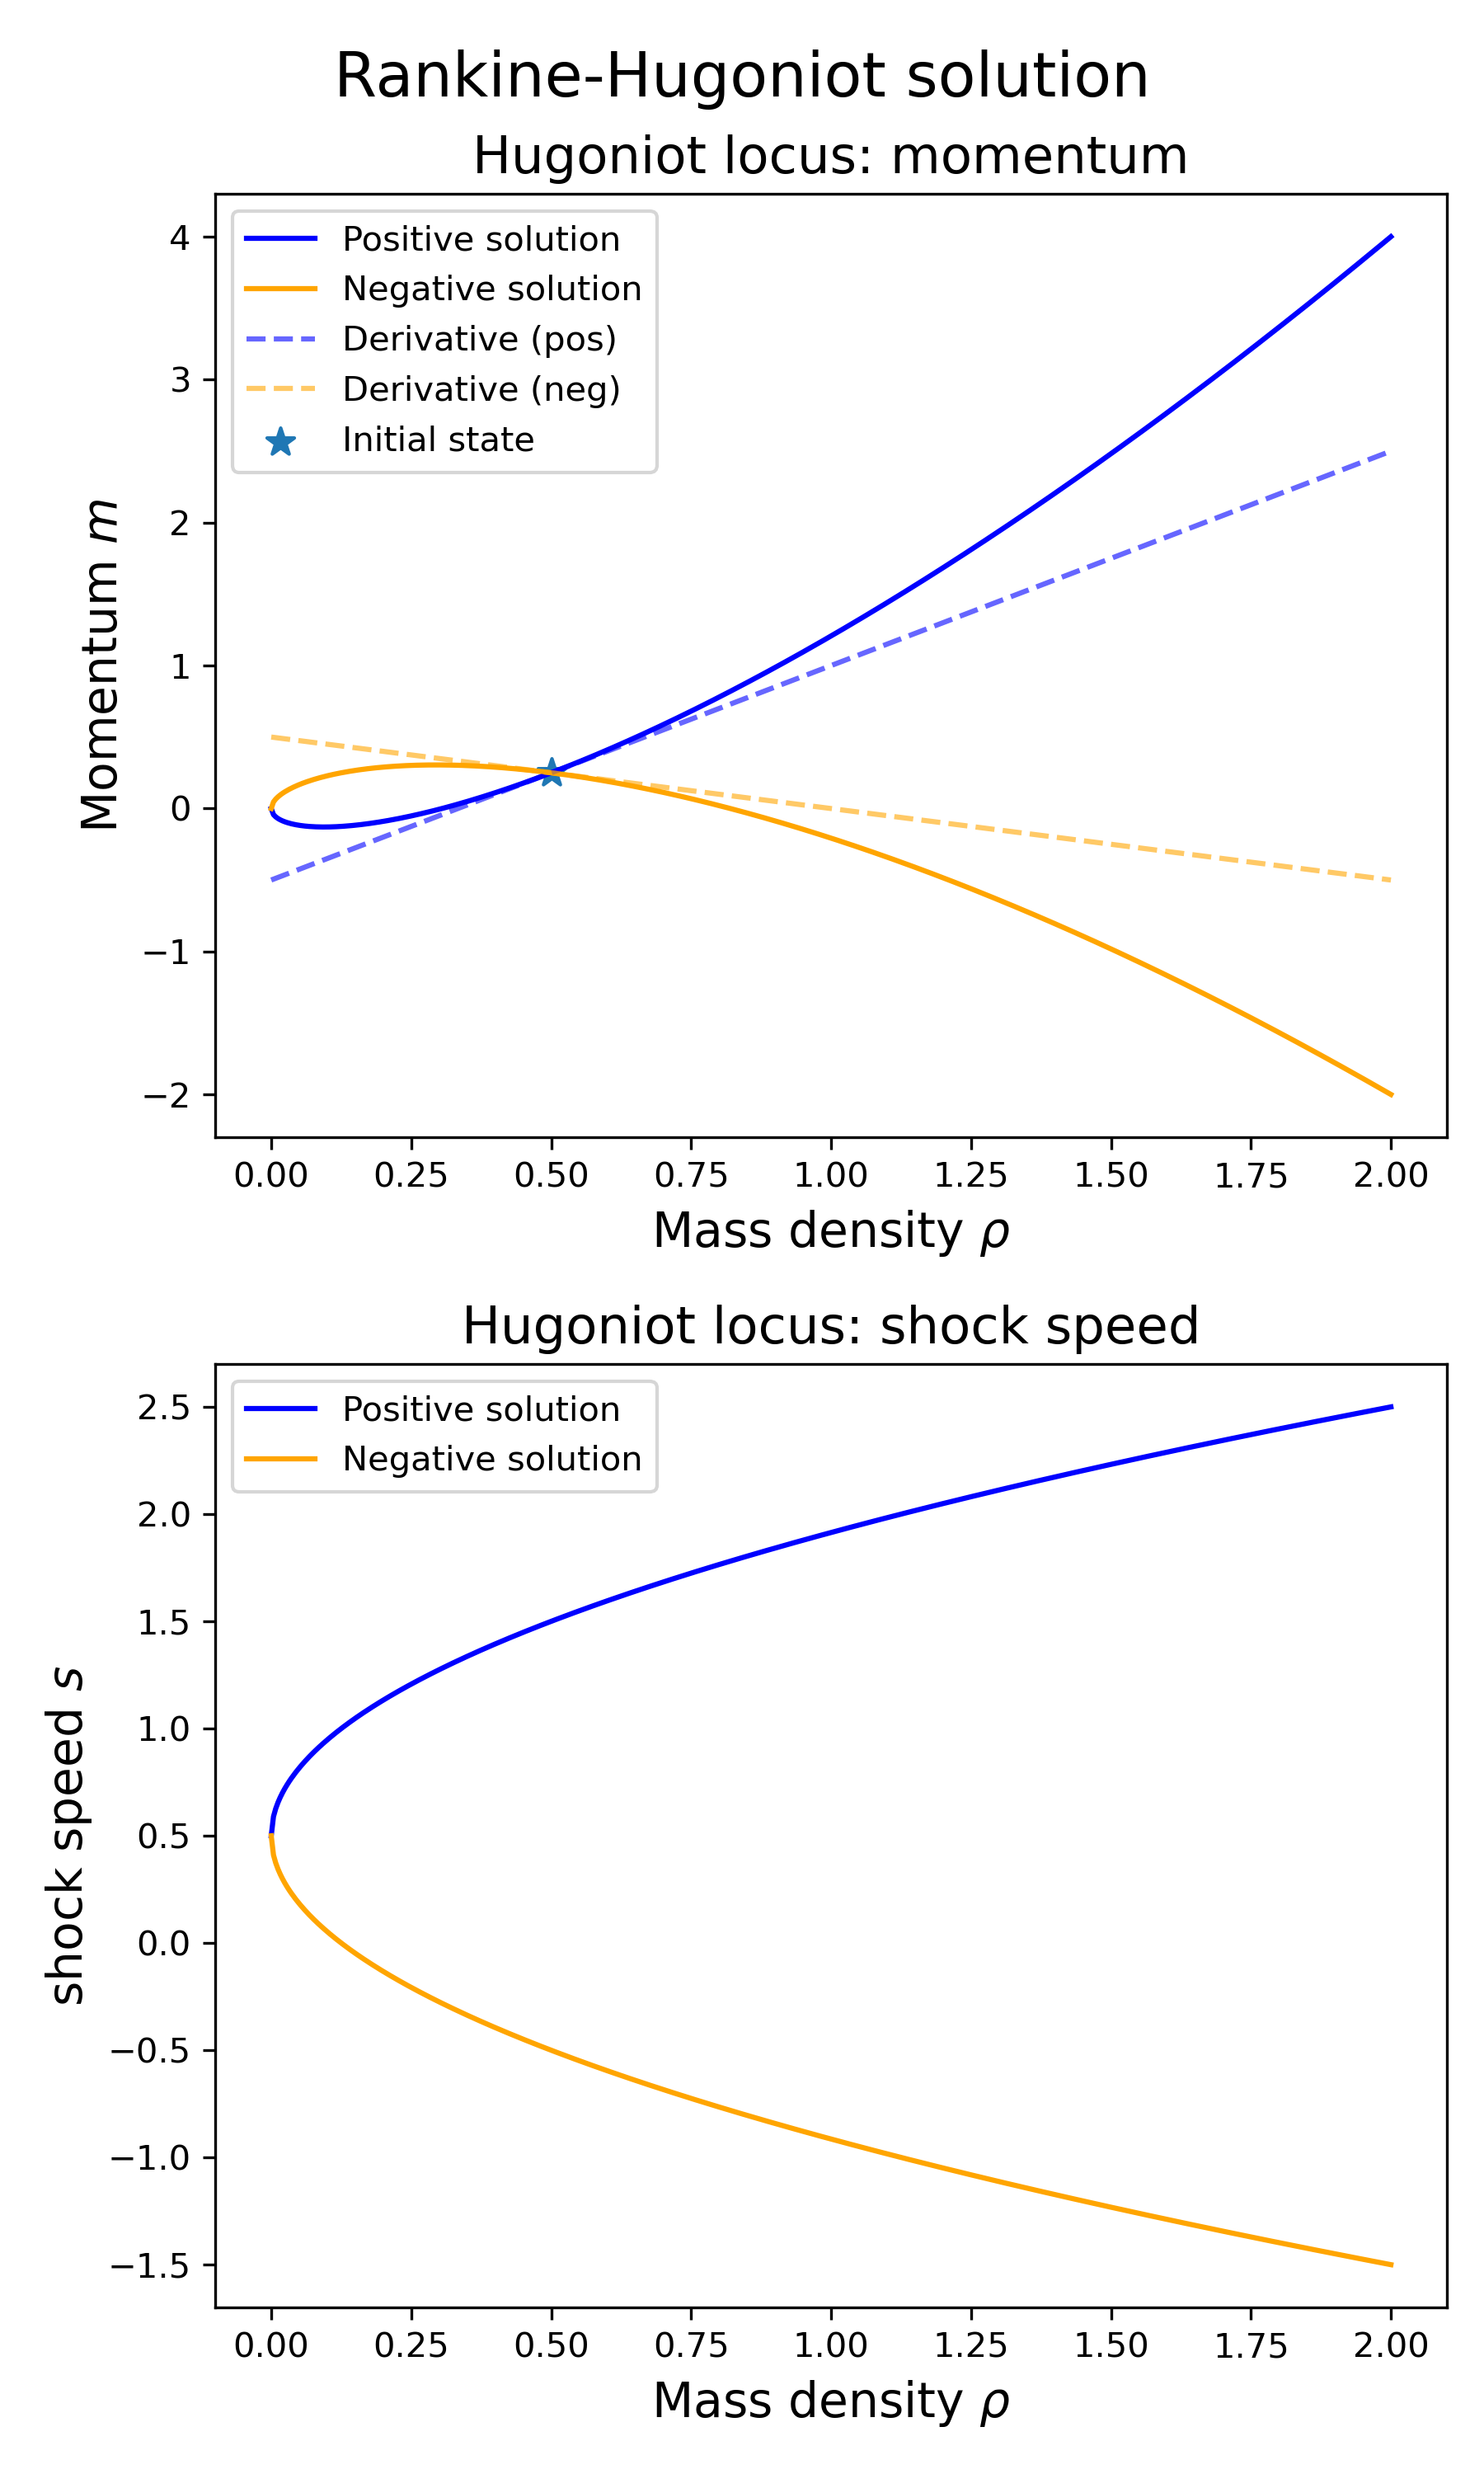 Rankine-Hugoniot solution
Hugoniot locus: momentum
Positive solution
Negative solution
Derivative (pos)
Derivative (neg)
Initial state
Momentum m
4
3
2
1
0
−1
−2
0.00 0.25 0.50 0.75 1.00 1.25 1.50 1.75 2.00
Mass density ρ
Hugoniot locus: shock speed
Positive solution
Negative solution
shock speed s
2.5
2.0
1.5
1.0
0.5
0.0
−0.5
−1.0
−1.5
0.00 0.25 0.50 0.75 1.00 1.25 1.50 1.75 2.00
Mass density ρ